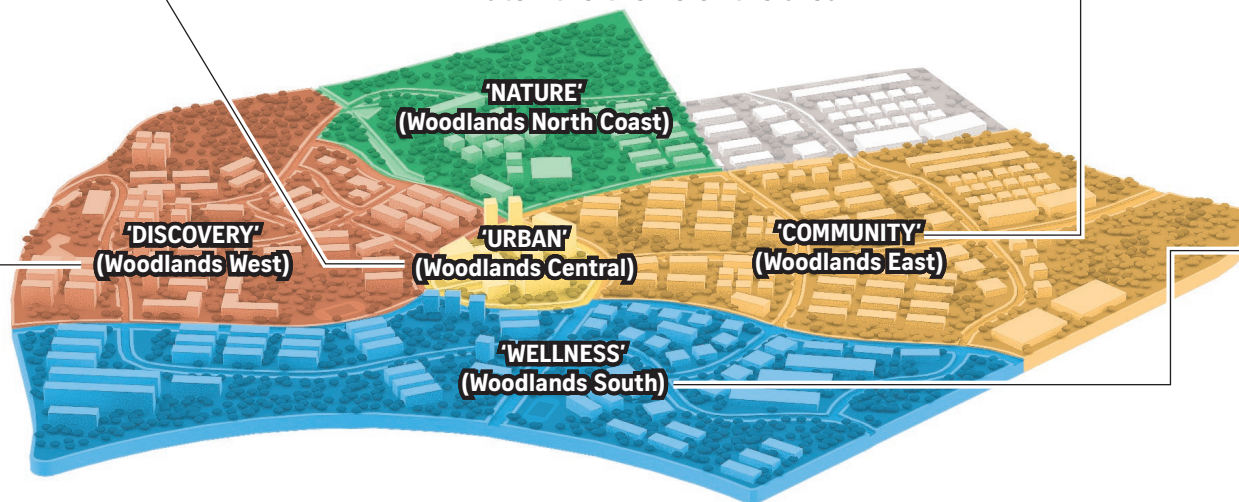 'NATURE'
(Woodlands North Coast)
'DISCOVERY'
(Woodlands West)
'URBAN'
(Woodlands Central)
'COMMUNITY'
(Woodlands East)
'WELLNESS'
(Woodlands South)